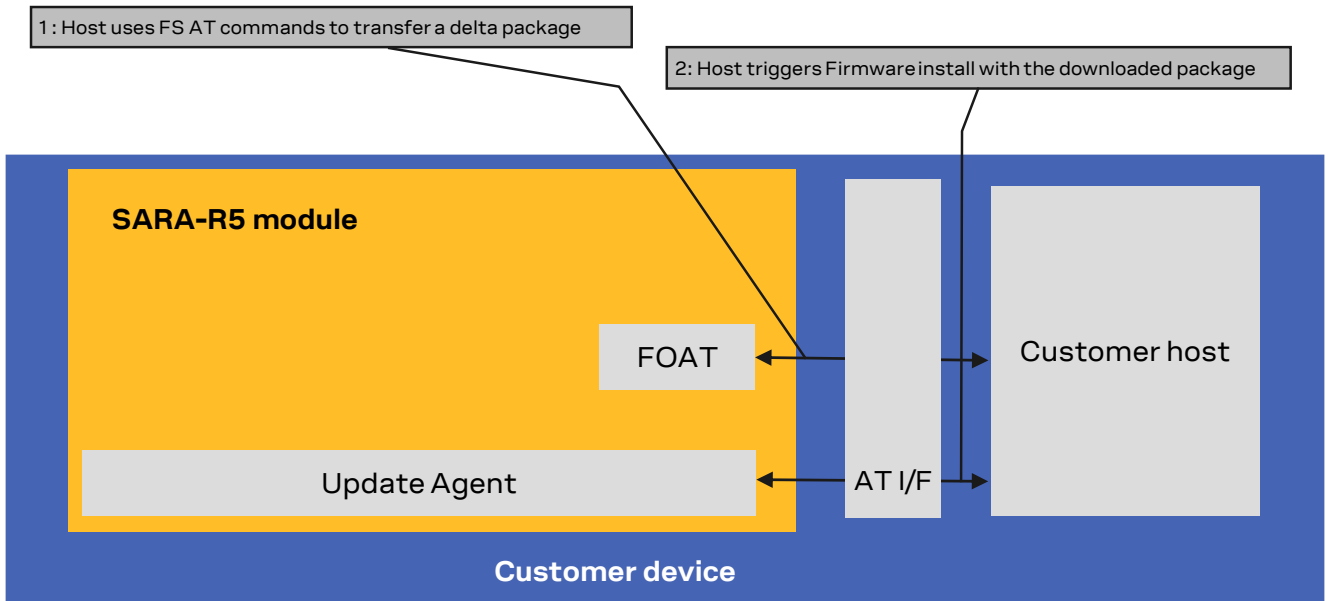 1: Host uses FS AT commands to transfer a delta package
2: Host triggers Firmware install with the downloaded package
SARA-R5 module
FOAT
Customer host
Update Agent
AT I/F
Customer device